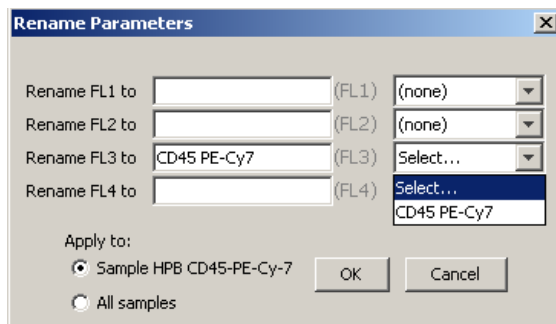 Rename Parameters
Rename FL1 to (FL1) (none)
Rename FL2 to (FL2) (none)
Rename FL3 to CD45 PE-Cy7 (FL3) Select...
Rename FL4 to (FL4) Select...
CD45 PE-Cy7
Apply to:
Sample HPB CD45-PE-Cy-7 OK Cancel
All samples